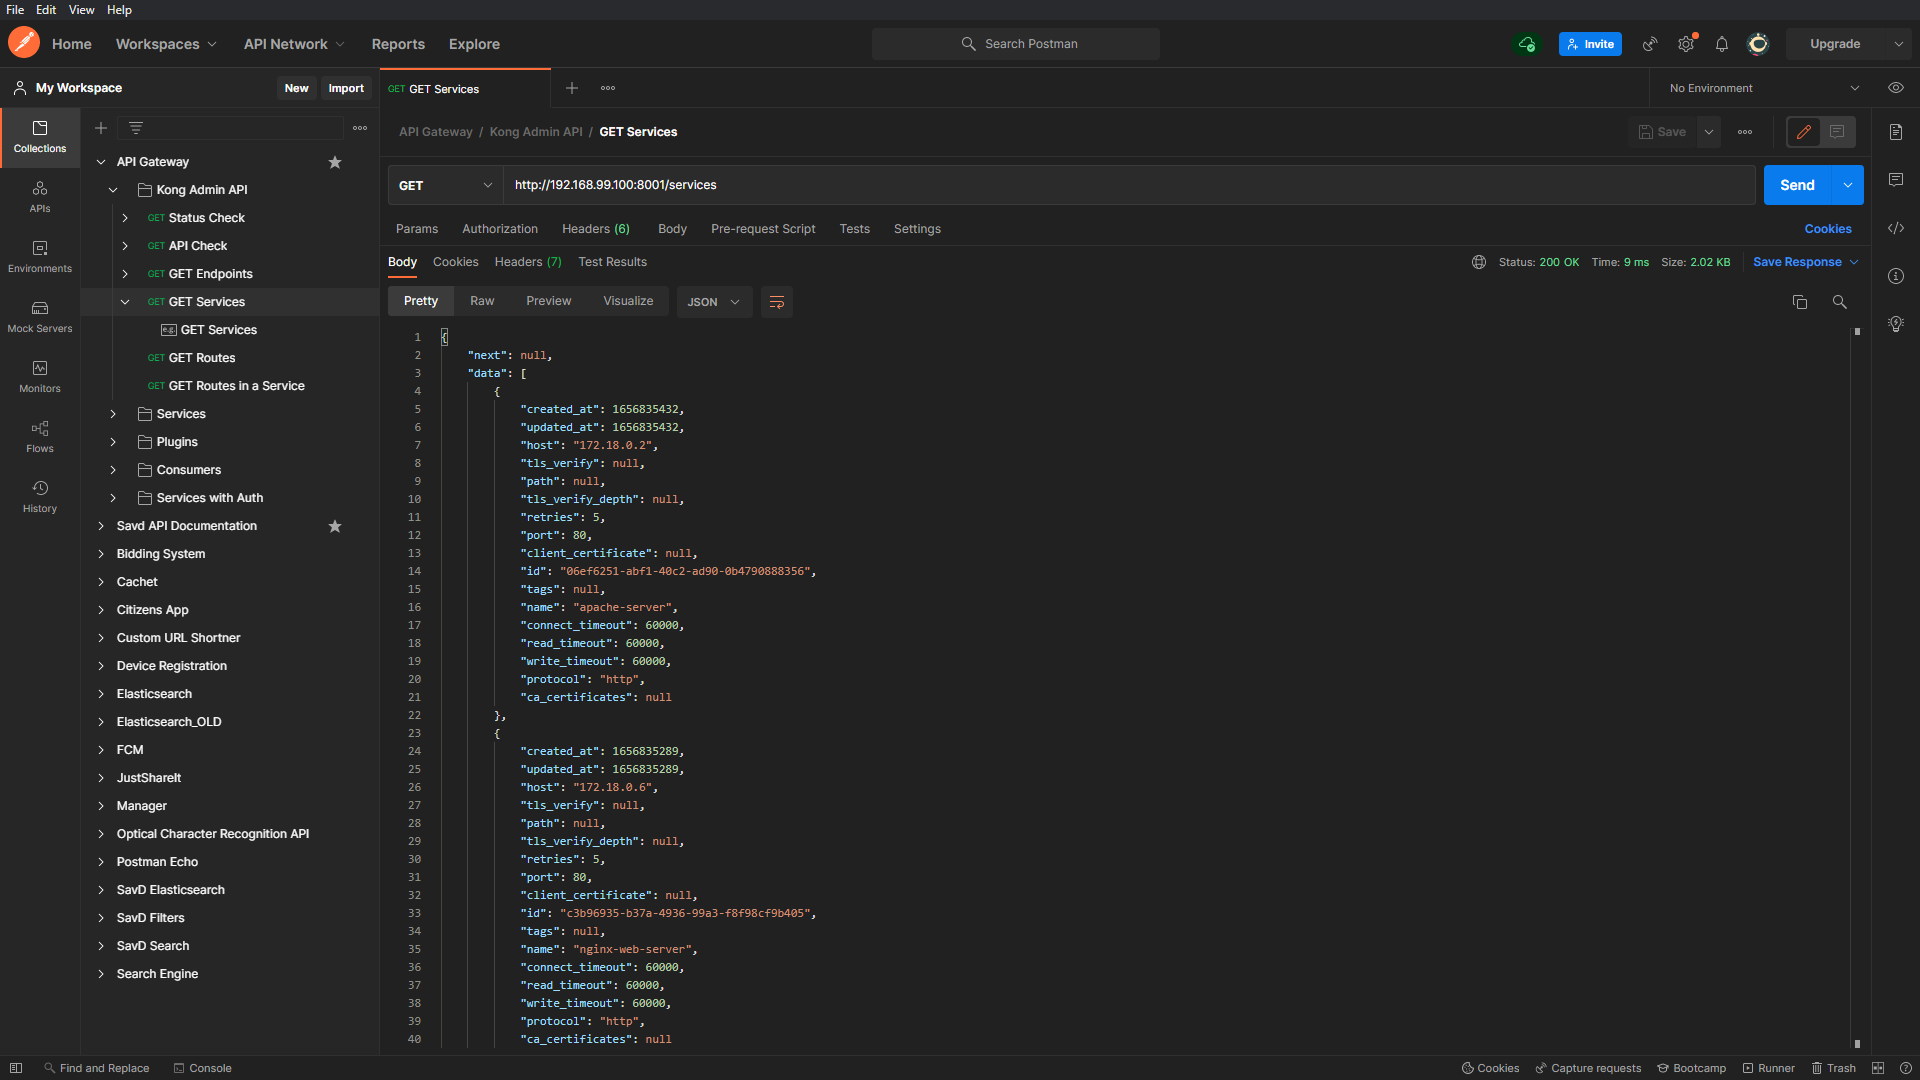 File Edit View Help
Home Workspaces API Network Reports Explore Search Postman Invite Upgrade
My Workspace New Import GET GET Services No Environment
Collections
APIs
Environments
Mock Servers
Monitors
Flows
History
API Gateway
Kong Admin API
GET Status Check
GET API Check
GET GET Endpoints
GET GET Services
e.g. GET Services
GET GET Routes
GET GET Routes in a Service
Services
Plugins
Consumers
Services with Auth
Savd API Documentation
Bidding System
Cachet
Citizens App
Custom URL Shortner
Device Registration
Elasticsearch
Elasticsearch_OLD
FCM
JustShareIt
Manager
Optical Character Recognition API
Postman Echo
SavD Elasticsearch
SavD Filters
SavD Search
Search Engine
API Gateway / Kong Admin API / GET Services Save
GET http://192.168.99.100:8001/services Send
Params Authorization Headers (6) Body Pre-request Script Tests Settings Cookies
Body Cookies Headers (7) Test Results Status: 200 OK Time: 9 ms Size: 2.02 KB Save Response
Pretty Raw Preview Visualize JSON
1 {
2 "next": null,
3 "data": [
4 {
5 "created_at": 1656835432,
6 "updated_at": 1656835432,
7 "host": "172.18.0.2",
8 "tls_verify": null,
9 "path": null,
10 "tls_verify_depth": null,
11 "retries": 5,
12 "port": 80,
13 "client_certificate": null,
14 "id": "06ef6251-abf1-40c2-ad90-0b4790888356",
15 "tags": null,
16 "name": "apache-server",
17 "connect_timeout": 60000,
18 "read_timeout": 60000,
19 "write_timeout": 60000,
20 "protocol": "http",
21 "ca_certificates": null
22 },
23 {
24 "created_at": 1656835289,
25 "updated_at": 1656835289,
26 "host": "172.18.0.6",
27 "tls_verify": null,
28 "path": null,
29 "tls_verify_depth": null,
30 "retries": 5,
31 "port": 80,
32 "client_certificate": null,
33 "id": "c3b96935-b37a-4936-99a3-f8f98cf9b405",
34 "tags": null,
35 "name": "nginx-web-server",
36 "connect_timeout": 60000,
37 "read_timeout": 60000,
38 "write_timeout": 60000,
39 "protocol": "http",
40 "ca_certificates": null
Find and Replace Console Cookies Capture requests Bootcamp Runner Trash